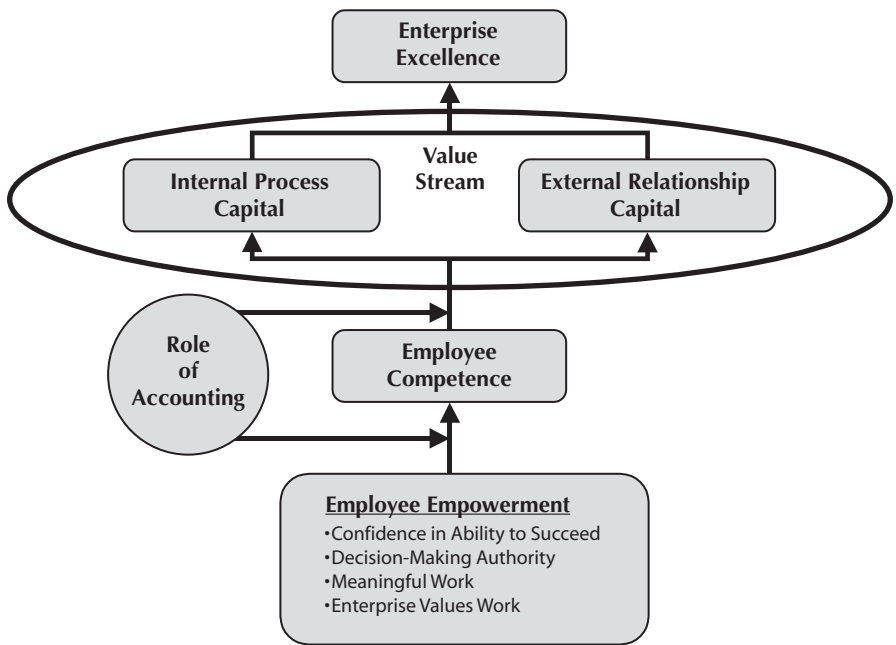 Enterprise
Excellence
Value
Stream
Internal Process
Capital
External Relationship
Capital
Role
of
Accounting
Employee
Competence
Employee Empowerment
•Confidence in Ability to Succeed
•Decision-Making Authority
•Meaningful Work
•Enterprise Values Work